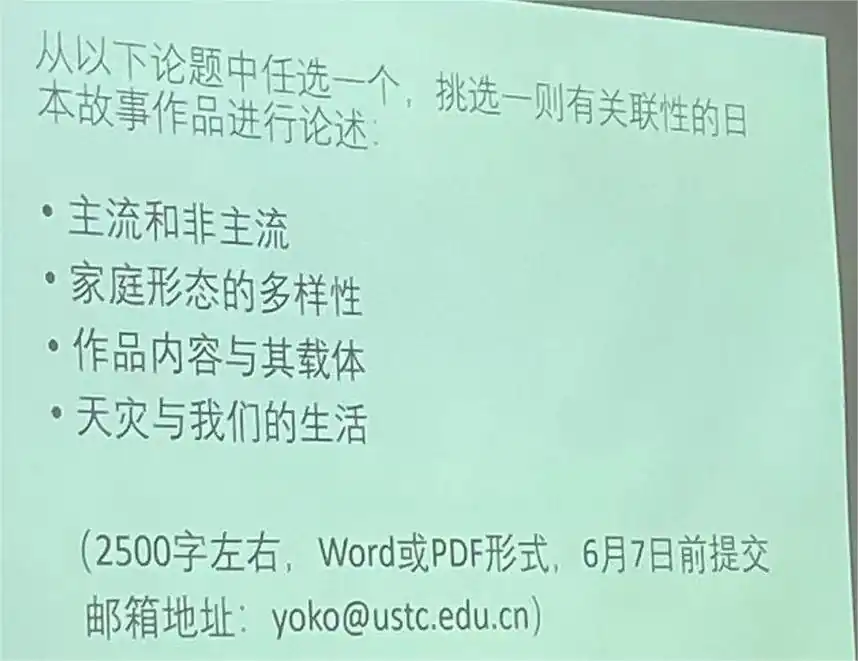 从以下论题中任选一个，挑选一则有关联性的日
本故事作品进行论述：
• 主流和非主流
• 家庭形态的多样性
• 作品内容与其载体
• 天灾与我们的生活
（2500字左右，Word或PDF形式，6月7日前提交
邮箱地址：yoko@ustc.edu.cn）